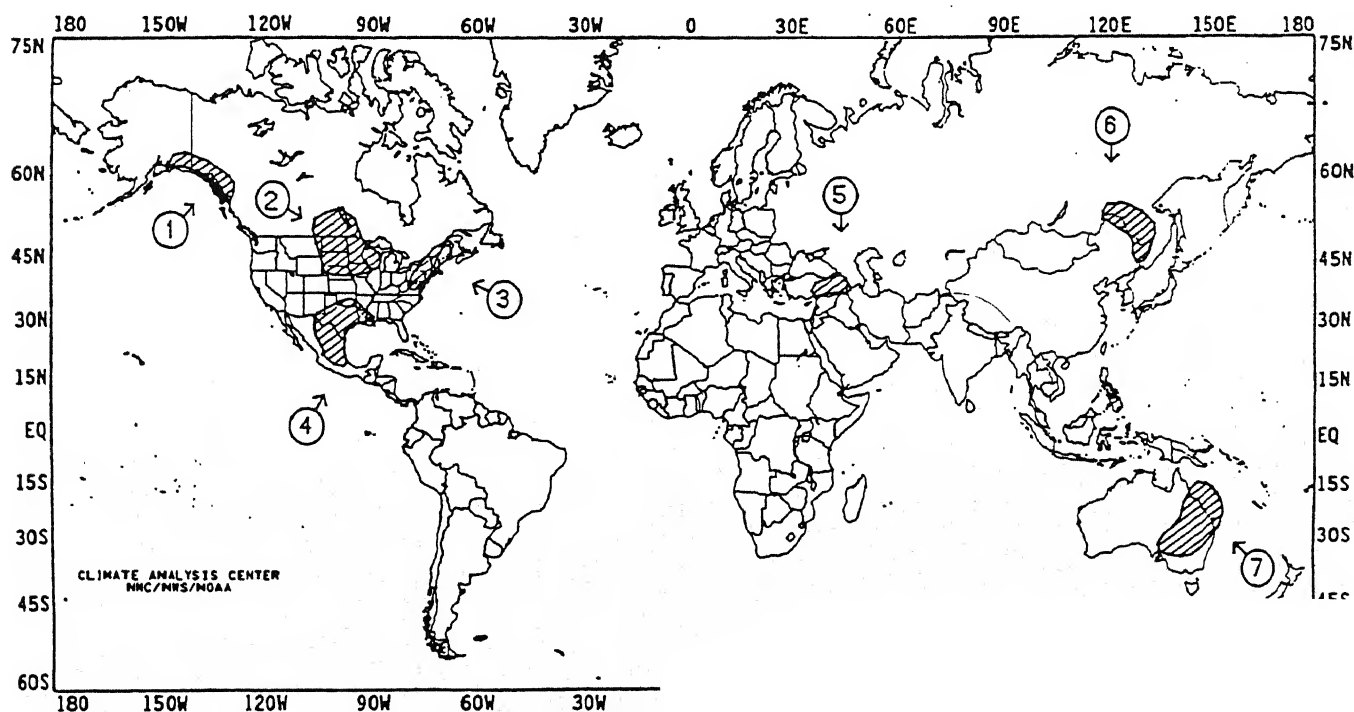 180 150W 120W 90W 60W 0 30E 60E 90E 120E 150E 180
75N 75N
6
60N 60N
2 5
1
45N 45N
3
30N 30N
15N 15N
4
EQ EQ
15S 15S
30S 30S
7
CLIMATE ANALYSIS CENTER
NMC/NWS/NOAA
45S
60S
180 150W 120W 90W 60W 30W